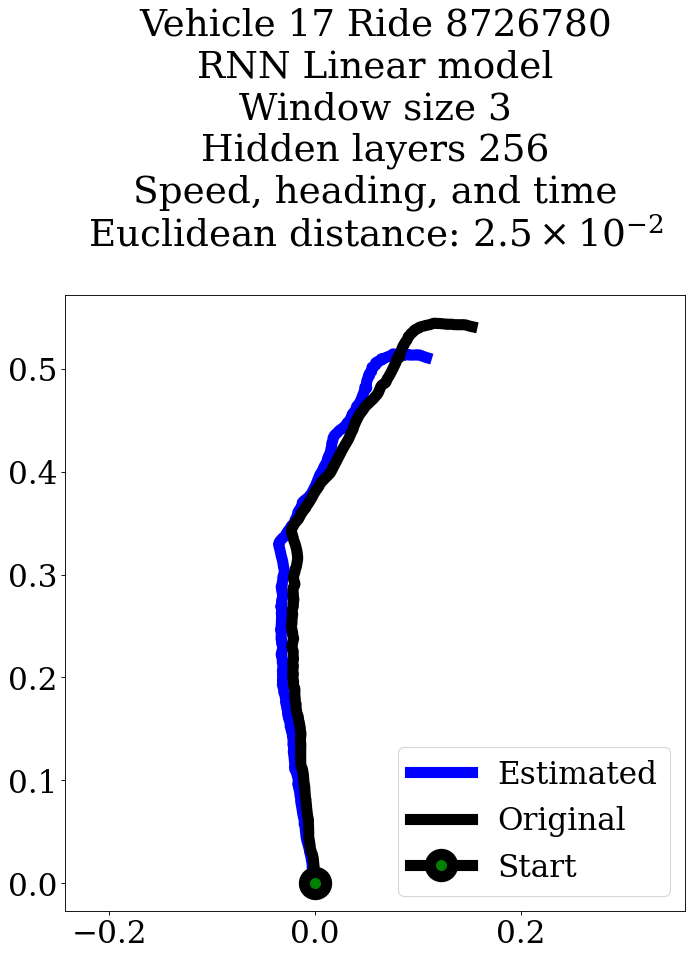 Vehicle 17 Ride 8726780
RNN Linear model
Window size 3
Hidden layers 256
Speed, heading, and time
Euclidean distance: 2.5 × 10⁻²
0.5
0.4
0.3
0.2
0.1
0.0
Estimated
Original
Start
−0.2 0.0 0.2